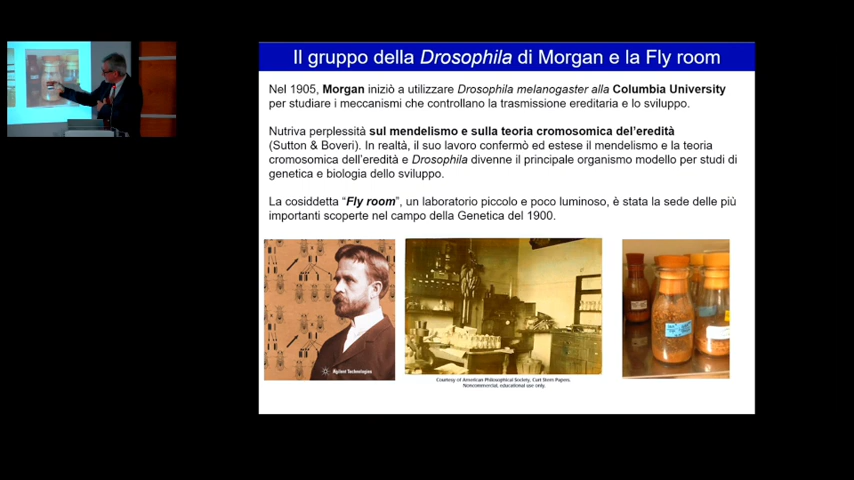 Il gruppo della Drosophila di Morgan e la Fly room
Nel 1905, Morgan iniziò a utilizzare Drosophila melanogaster alla Columbia University
per studiare i meccanismi che controllano la trasmissione ereditaria e lo sviluppo.
Nutriva perplessità sul mendelismo e sulla teoria cromosomica del'eredità
(Sutton & Boveri). In realtà, il suo lavoro confermò ed estese il mendelismo e la teoria
cromosomica dell'eredità e Drosophila divenne il principale organismo modello per studi di
genetica e biologia dello sviluppo.
La cosiddetta "Fly room", un laboratorio piccolo e poco luminoso, è stata la sede delle più
importanti scoperte nel campo della Genetica del 1900.
Agilent Technologies
Courtesy of American Philosophical Society, Curt Stern Papers.
Noncommercial, educational use only.